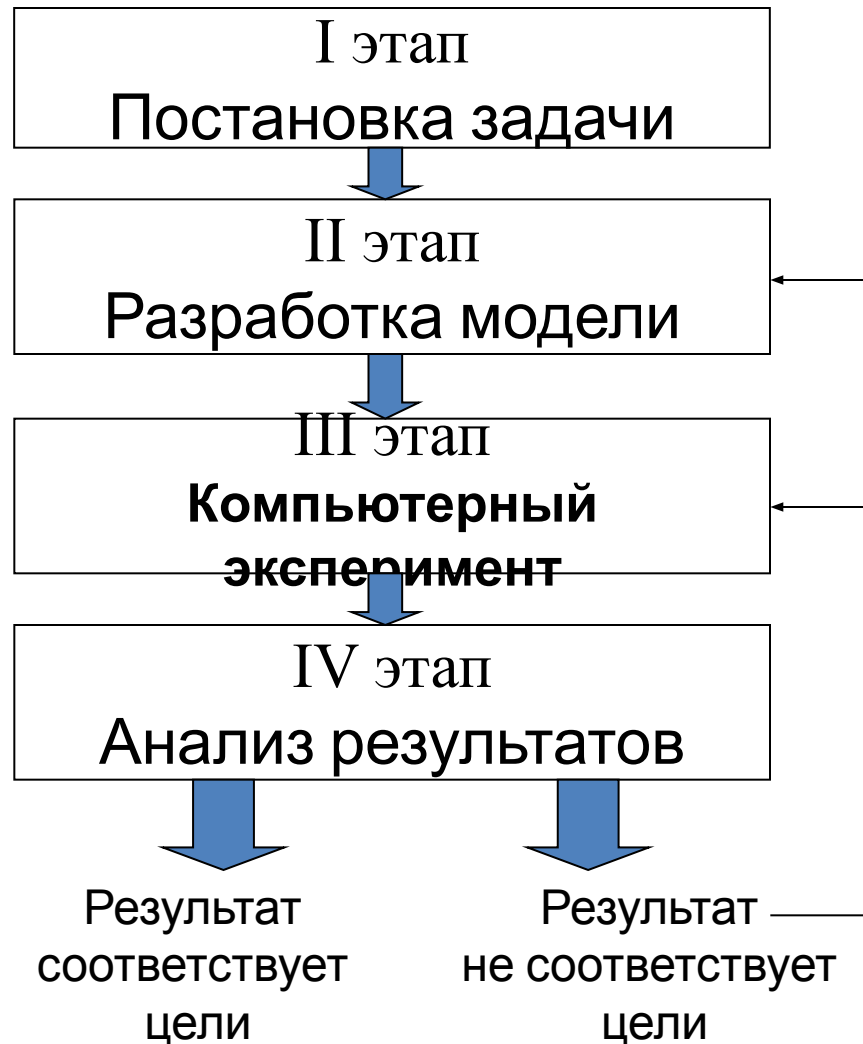 I этап
Постановка задачи
II этап
Разработка модели
III этап
Компьютерный
эксперимент
IV этап
Анализ результатов
Результат
соответствует
цели
Результат
не соответствует
цели